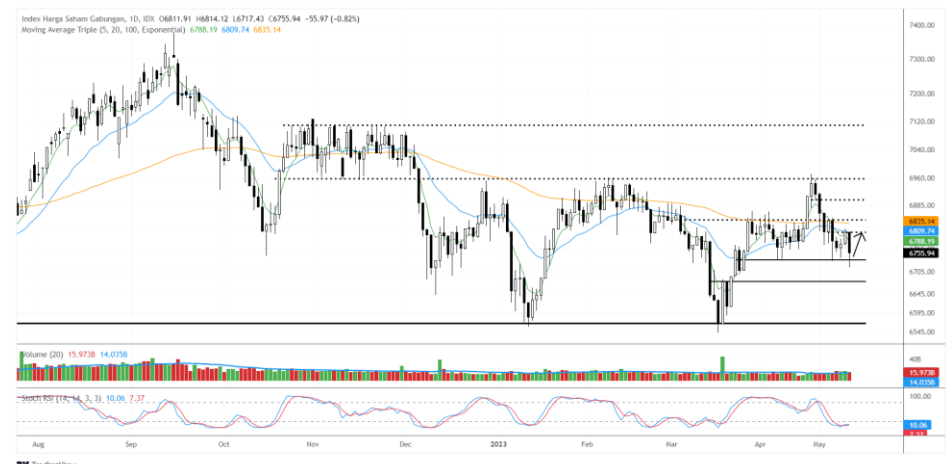 Index Harga Saham Gabungan, 1D, IDX O6811.91 H6814.12 L6717.43 C6755.94 -55.97 (-0.82%)
Moving Average Triple (5, 20, 100, Exponential) 6788.19 6809.74 6835.14
7400.00
7300.00
7200.00
7120.00
7040.00
6960.00
6885.00
6835.14
6809.74
6788.19
6755.94
6705.00
6645.00
6595.00
6545.00
Volume (20) 15.973B 14.035B
40B
15.973B
14.035B
Stoch RSI (14, 14, 3, 3) 10.06 7.37
100.00
10.06
7.37
Aug Sep Oct Nov Dec 2023 Feb Mar Apr May
TradingView